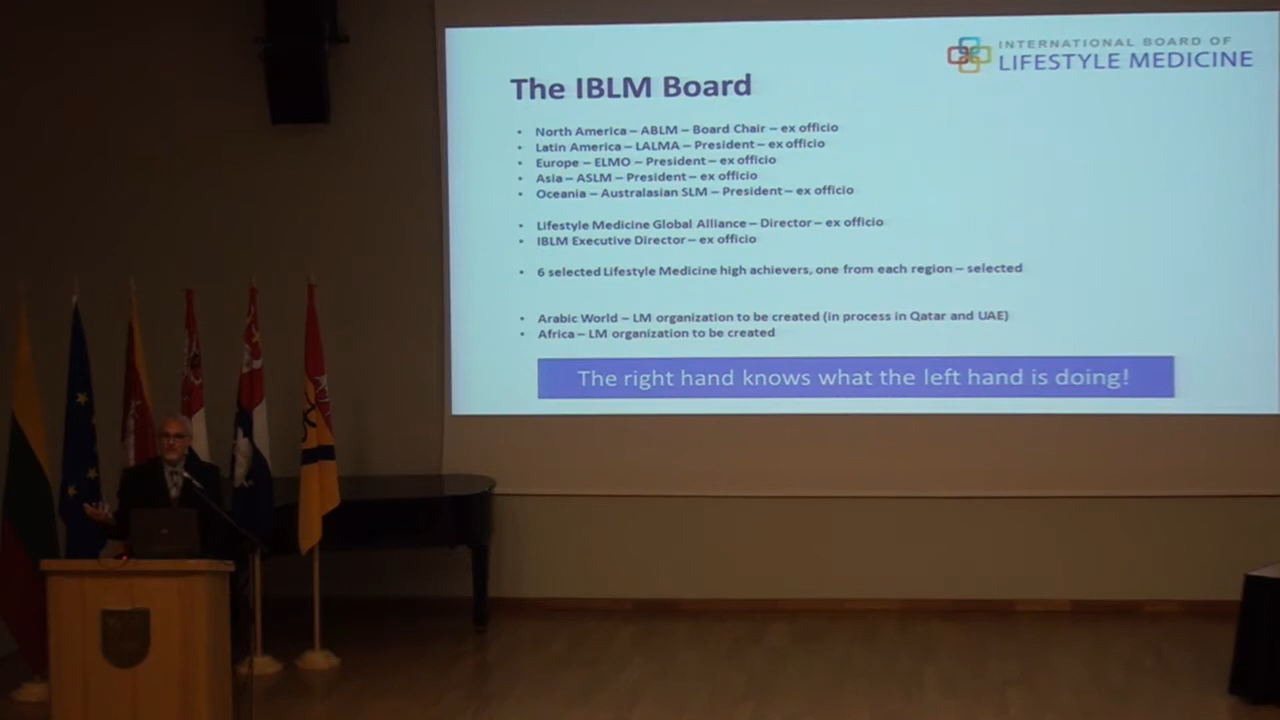 INTERNATIONAL BOARD OF
LIFESTYLE MEDICINE
The IBLM Board
• North America – ABLM – Board Chair – ex officio
• Latin America – LALMA – President – ex officio
• Europe – ELMO – President – ex officio
• Asia – ASLM – President – ex officio
• Oceania – Australasian SLM – President – ex officio
• Lifestyle Medicine Global Alliance – Director – ex officio
• IBLM Executive Director – ex officio
• 6 selected Lifestyle Medicine high achievers, one from each region – selected
• Arabic World – LM organization to be created (in process in Qatar and UAE)
• Africa – LM organization to be created
The right hand knows what the left hand is doing!